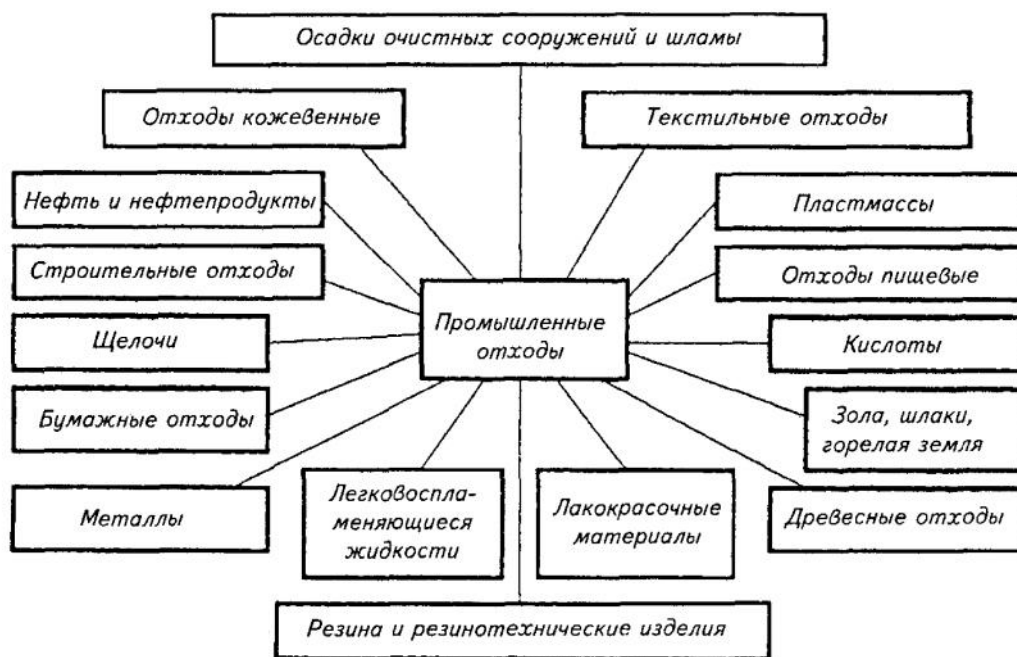 Осадки очистных сооружений и шламы
Отходы кожевенные
Текстильные отходы
Нефть и нефтепродукты
Пластмассы
Строительные отходы
Отходы пищевые
Промышленные
отходы
Щелочи
Кислоты
Бумажные отходы
Зола, шлаки,
горелая земля
Металлы
Легковоспла-
меняющиеся
жидкости
Лакокрасочные
материалы
Древесные отходы
Резина и резинотехнические изделия